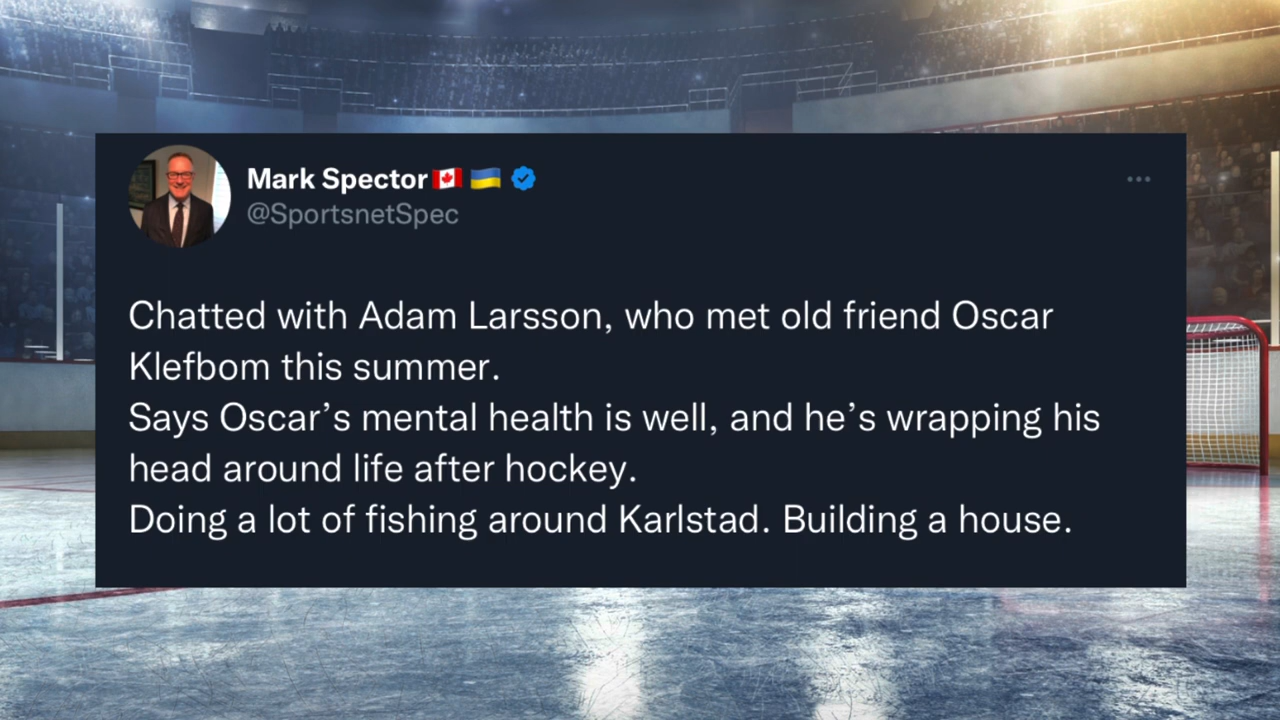 Mark Spector🇨🇦 🇺🇦
@SportsnetSpec
Chatted with Adam Larsson, who met old friend Oscar
Klefbom this summer.
Says Oscar’s mental health is well, and he’s wrapping his
head around life after hockey.
Doing a lot of fishing around Karlstad. Building a house.